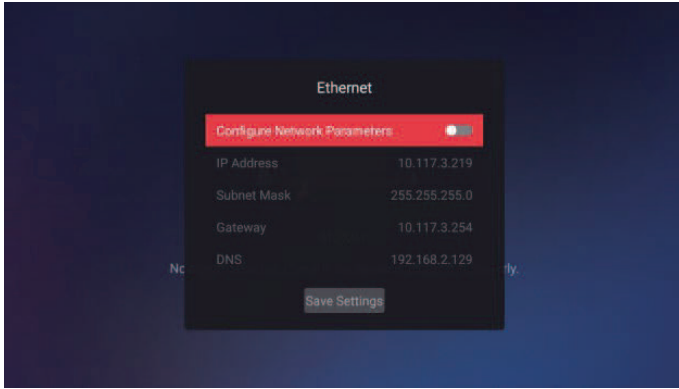 Ethernet
Configure Network Parameters
IP Address 10.117.3.219
Subnet Mask 255.255.255.0
Gateway 10.117.3.254
DNS 192.168.2.129
Save Settings